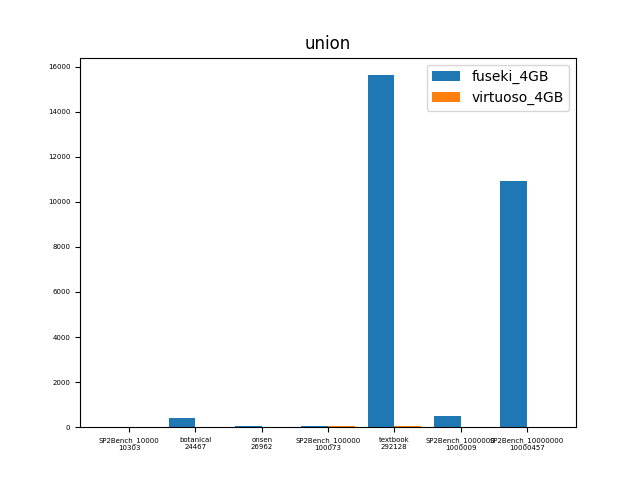 union
fuseki_4GB
virtuoso_4GB
16000
14000
12000
10000
8000
6000
4000
2000
0
SP2Bench_10000
10303
botanical
24467
onsen
26962
SP2Bench_100000
100073
textbook
292128
SP2Bench_1000000
1000009
SP2Bench_10000000
10000457